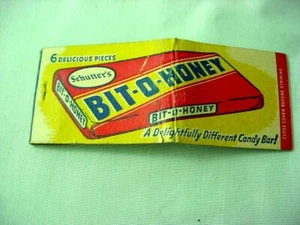 6 DELICIOUS PIECES
Schutter's
BIT-O-HONEY
BIT-O-HONEY
BIT-O-HONEY
A Delightfully Different Candy Bar!
CLOSE COVER BEFORE STRIKING